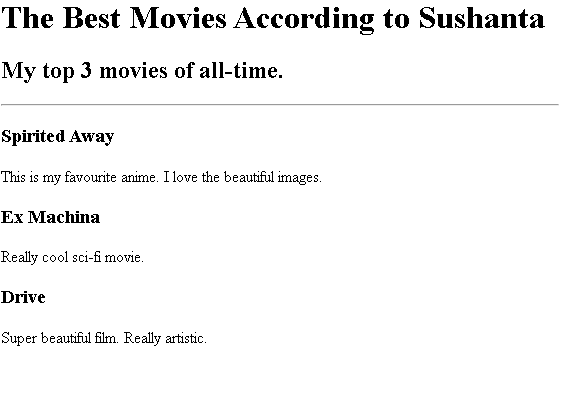 The Best Movies According to Sushanta
My top 3 movies of all-time.
Spirited Away
This is my favourite anime. I love the beautiful images.
Ex Machina
Really cool sci-fi movie.
Drive
Super beautiful film. Really artistic.